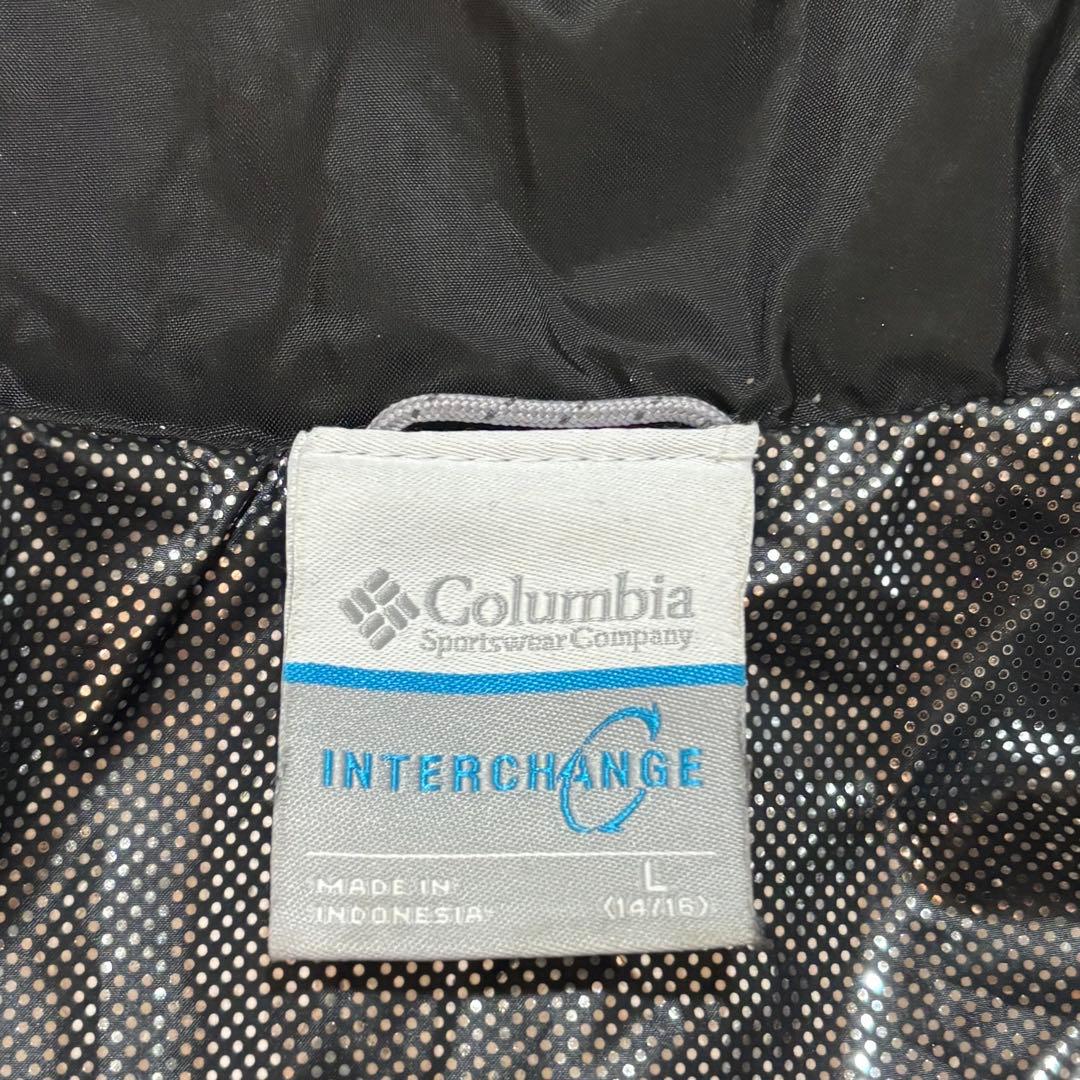 Columbia
Sportswear Company
INTERCHANGE
MADE IN
INDONESIA
L
(14/16)